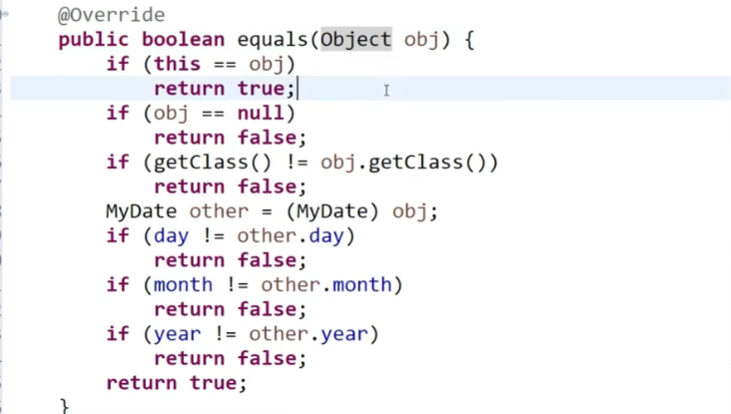 @Override
public boolean equals(Object obj) {
if (this == obj)
return true;
if (obj == null)
return false;
if (getClass() != obj.getClass())
return false;
MyDate other = (MyDate) obj;
if (day != other.day)
return false;
if (month != other.month)
return false;
if (year != other.year)
return false;
return true;
}